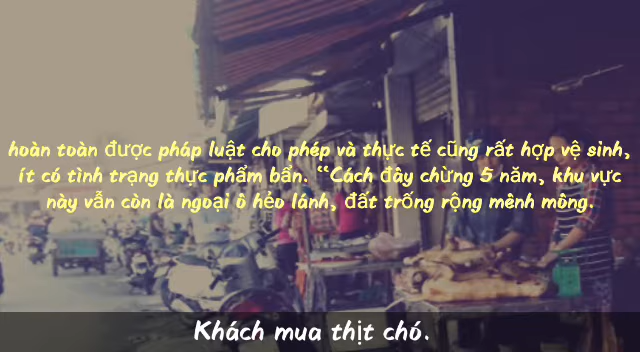 hoàn toàn được pháp luật cho phép và thực tế cũng rất hợp vệ sinh,
ít có tình trạng thực phẩm bẩn. “Cách đây chừng 5 năm, khu vực
này vẫn còn là ngoại ô hẻo lánh, đất trống rộng mênh mông.
Khách mua thịt chó.